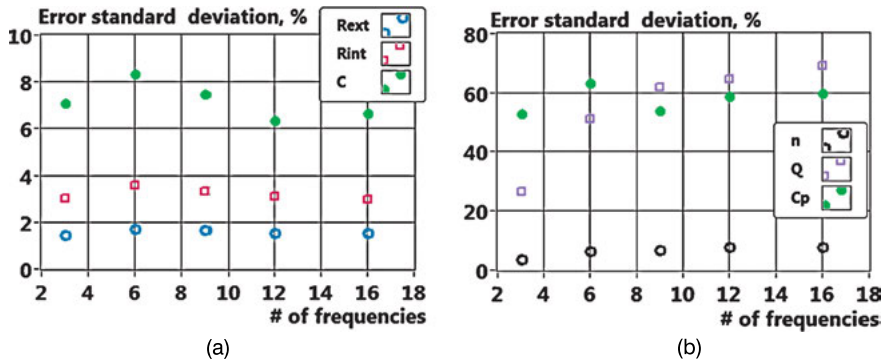 Error standard deviation, %
10
8
6
4
2
0
2 4 6 8 10 12 14 16 18
# of frequencies
Rext
Rint
C
(a)
Error standard deviation, %
80
60
40
20
0
2 4 6 8 10 12 14 16 18
# of frequencies
n
Q
Cp
(b)